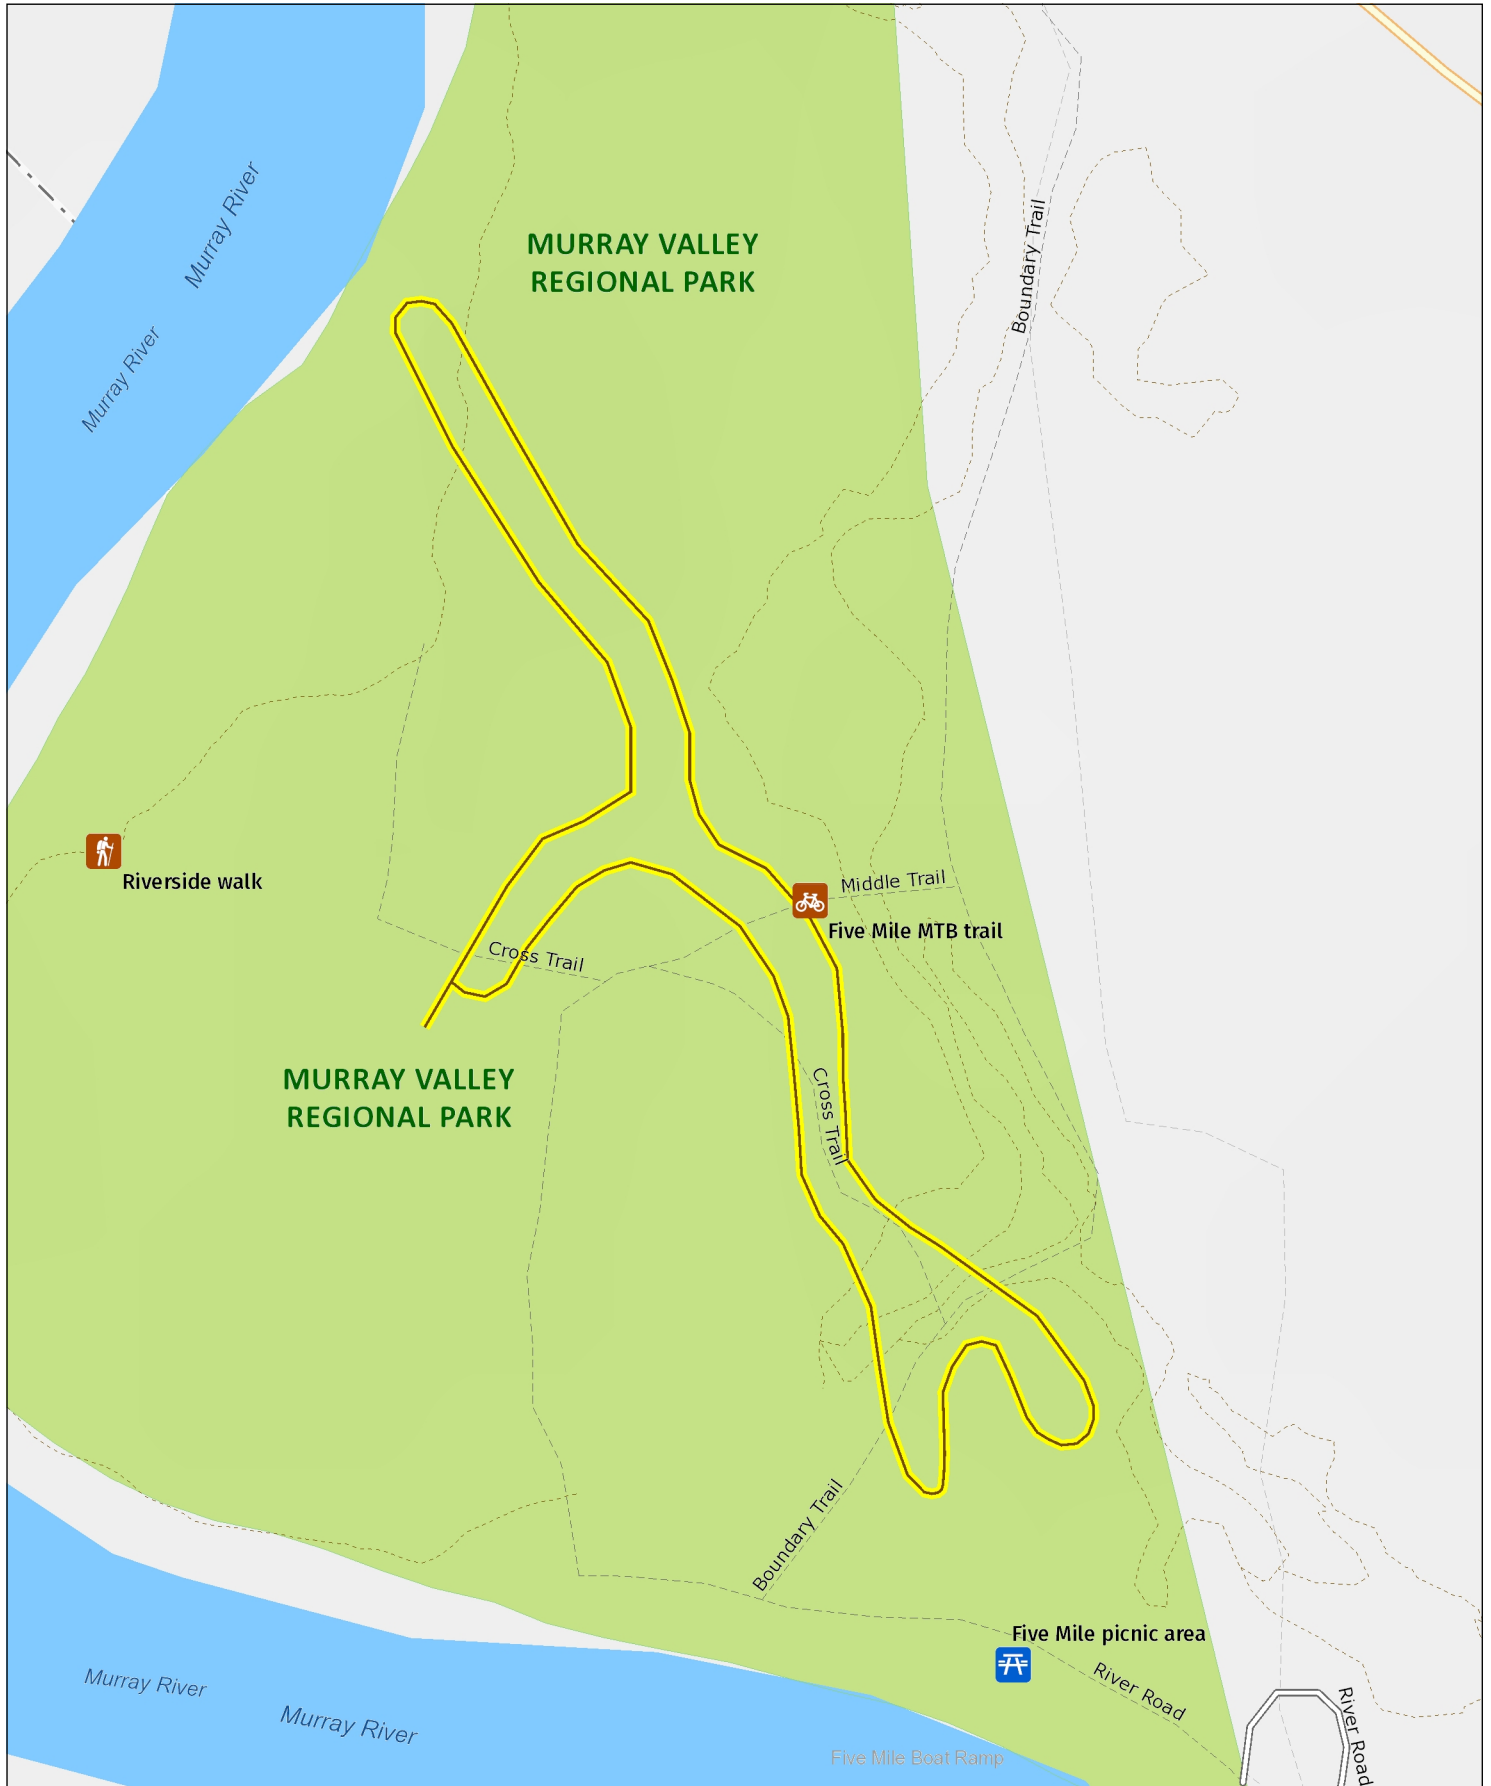 Murray River
MURRAY VALLEY
REGIONAL PARK
Boundary Trail
Murray River
Riverside walk
Middle Trail
Five Mile MTB trail
Cross Trail
MURRAY VALLEY
REGIONAL PARK
Cross Trail
Boundary Trail
Five Mile picnic area
River Road
Murray River
Murray River
River Road
Five Mile Boat Ramp